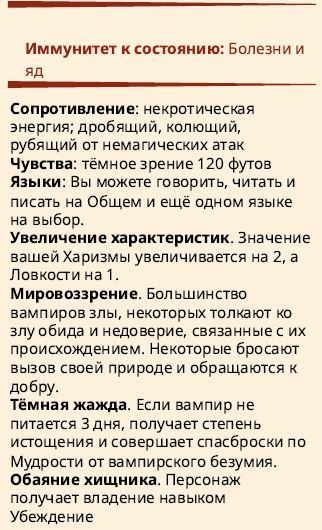 Иммунитет к состоянию: Болезни и
яд
Сопротивление: некротическая
энергия; дробящий, колющий,
рубящий от немагических атак
Чувства: тёмное зрение 120 футов
Языки: Вы можете говорить, читать и
писать на Общем и ещё одном языке
на выбор.
Увеличение характеристик. Значение
вашей Харизмы увеличивается на 2, а
Ловкости на 1.
Мировоззрение. Большинство
вампиров злы, некоторых толкают ко
злу обида и недоверие, связанные с их
происхождением. Некоторые бросают
вызов своей природе и обращаются к
добру.
Тёмная жажда. Если вампир не
питается 3 дня, получает степень
истощения и совершает спасброски по
Мудрости от вампирского безумия.
Обаяние хищника. Персонаж
получает владение навыком
Убеждение